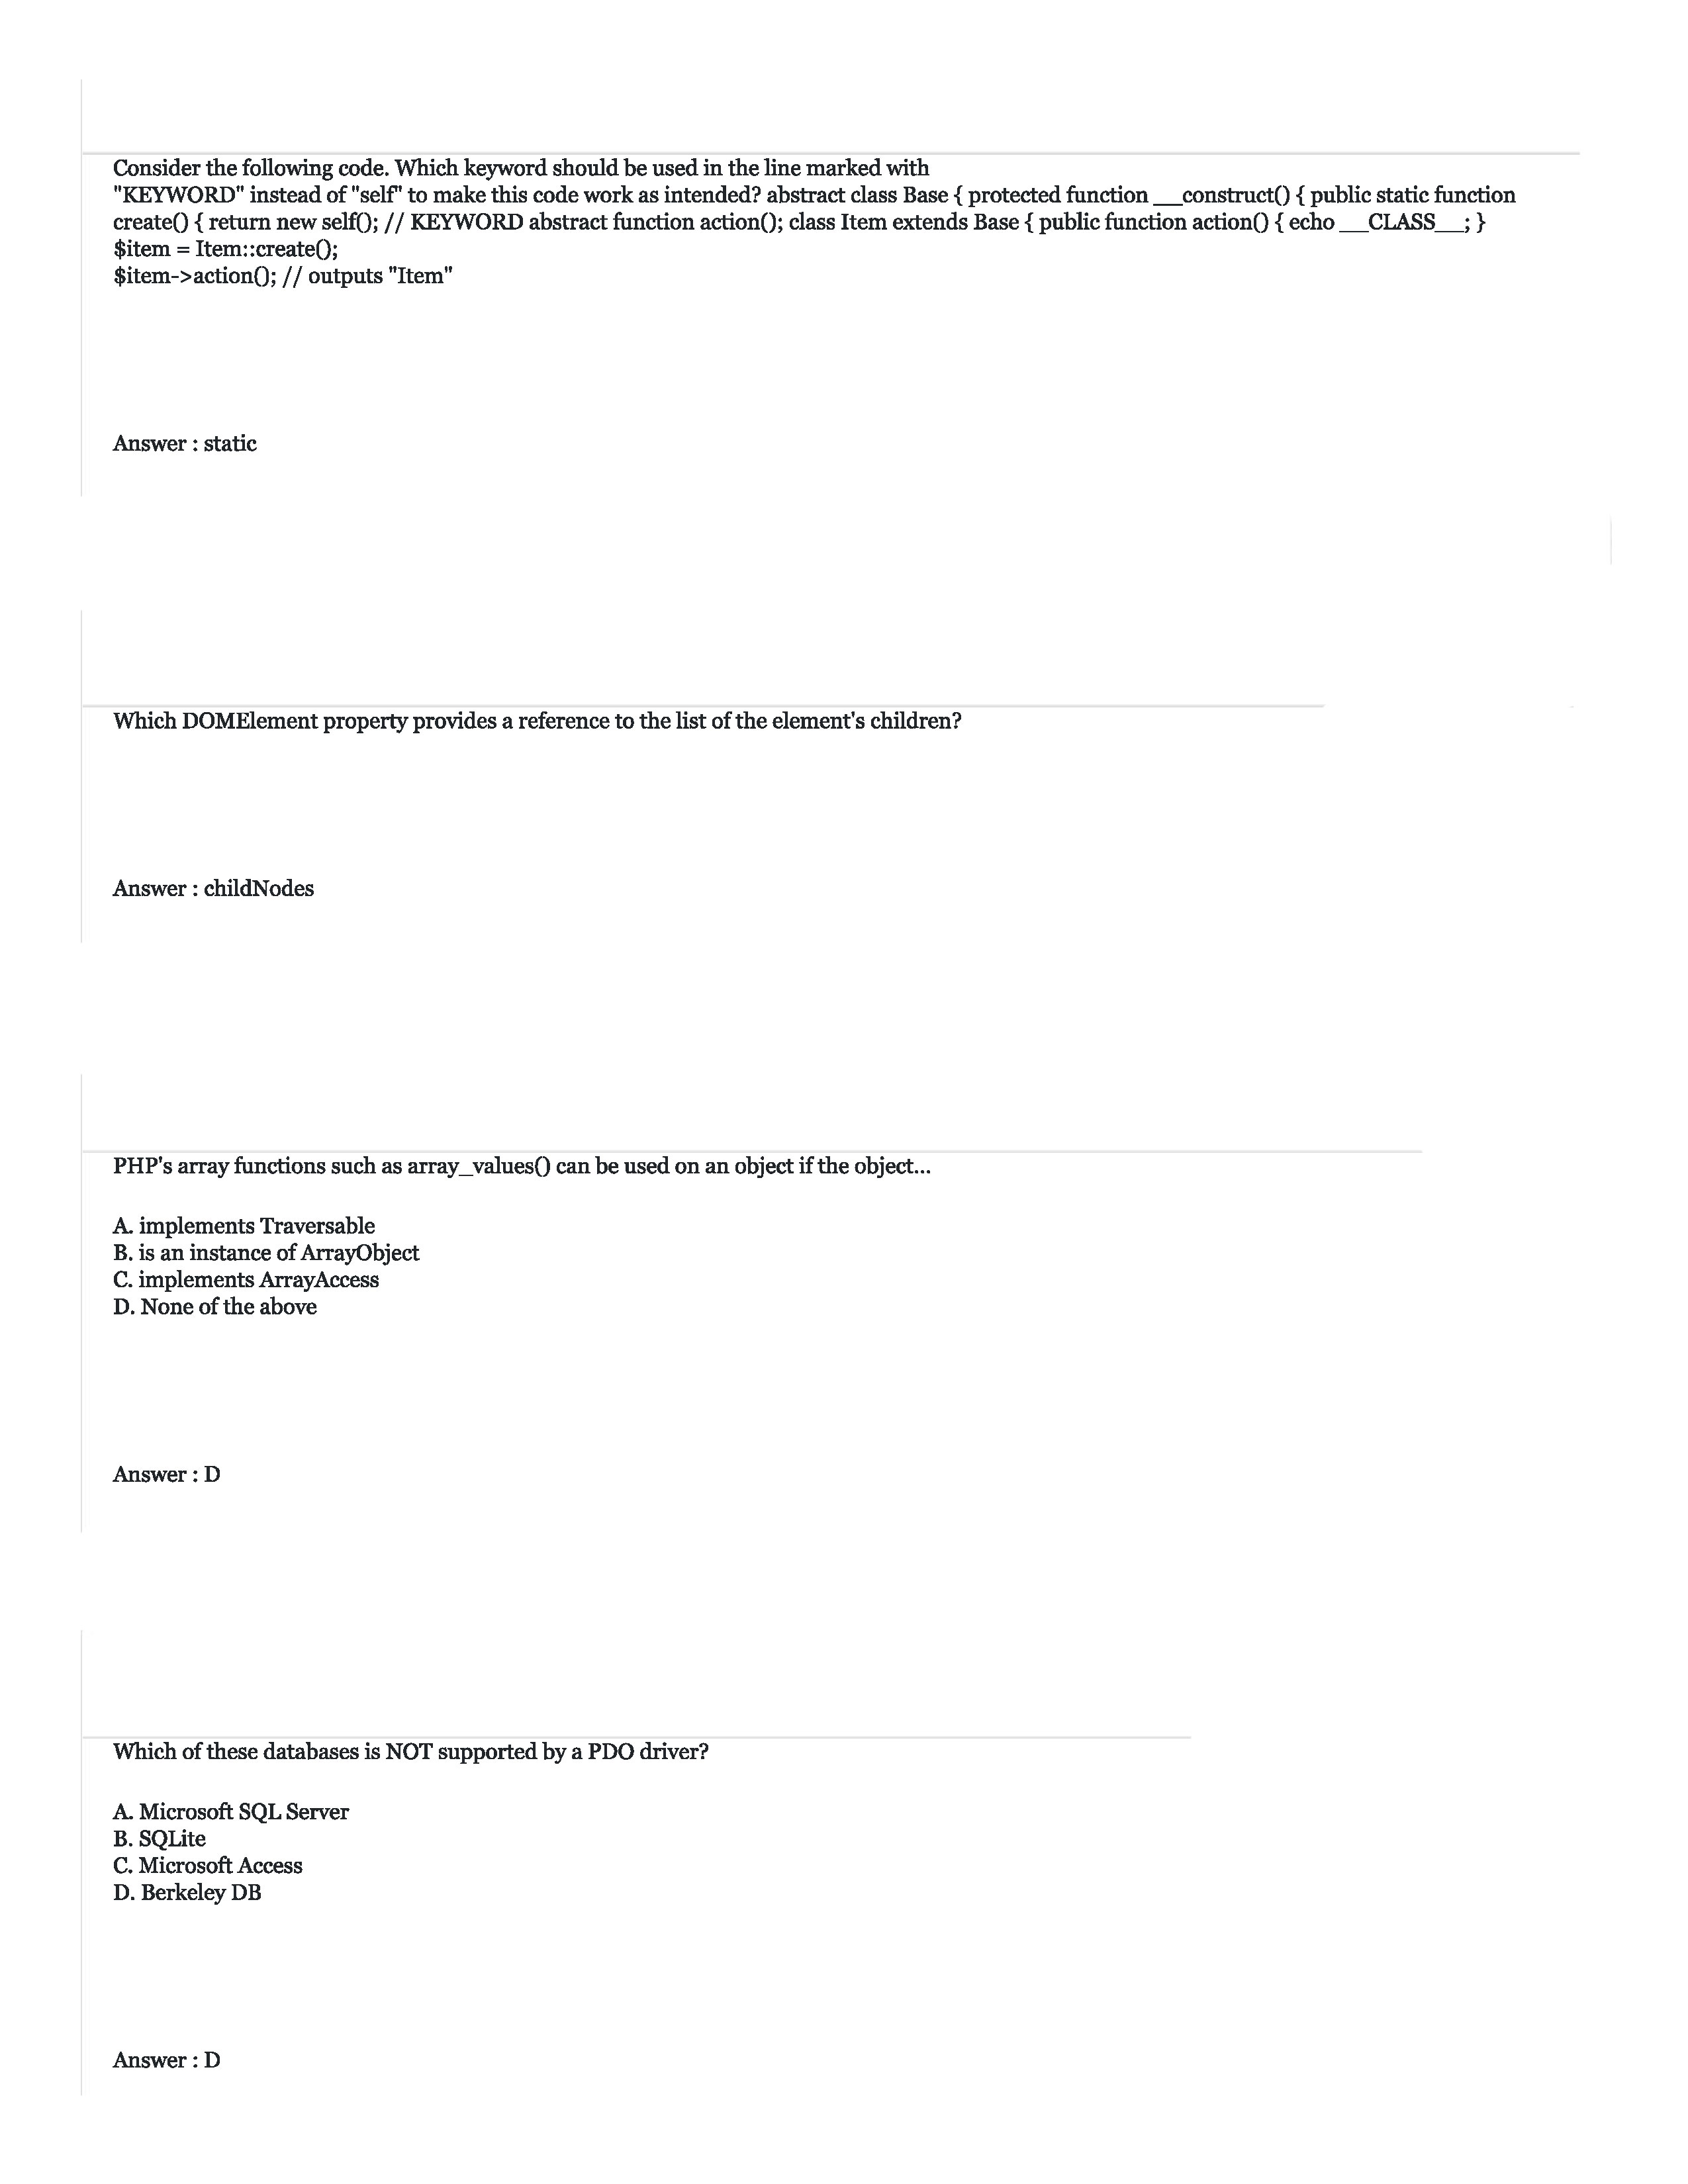 Consider the following code. Which keyword should be used in the line marked with
"KEYWORD" instead of "self" to make this code work as intended? abstract class Base { protected function __construct() { public static function
create() { return new self(); // KEYWORD abstract function action(); class Item extends Base { public function action() { echo __CLASS__; }
$item = Item::create();
$item->action(); // outputs "Item"
Answer : static
Which DOMElement property provides a reference to the list of the element's children?
Answer : childNodes
PHP's array functions such as array_values() can be used on an object if the object...
A. implements Traversable
B. is an instance of ArrayObject
C. implements ArrayAccess
D. None of the above
Answer : D
Which of these databases is NOT supported by a PDO driver?
A. Microsoft SQL Server
B. SQLite
C. Microsoft Access
D. Berkeley DB
Answer : D